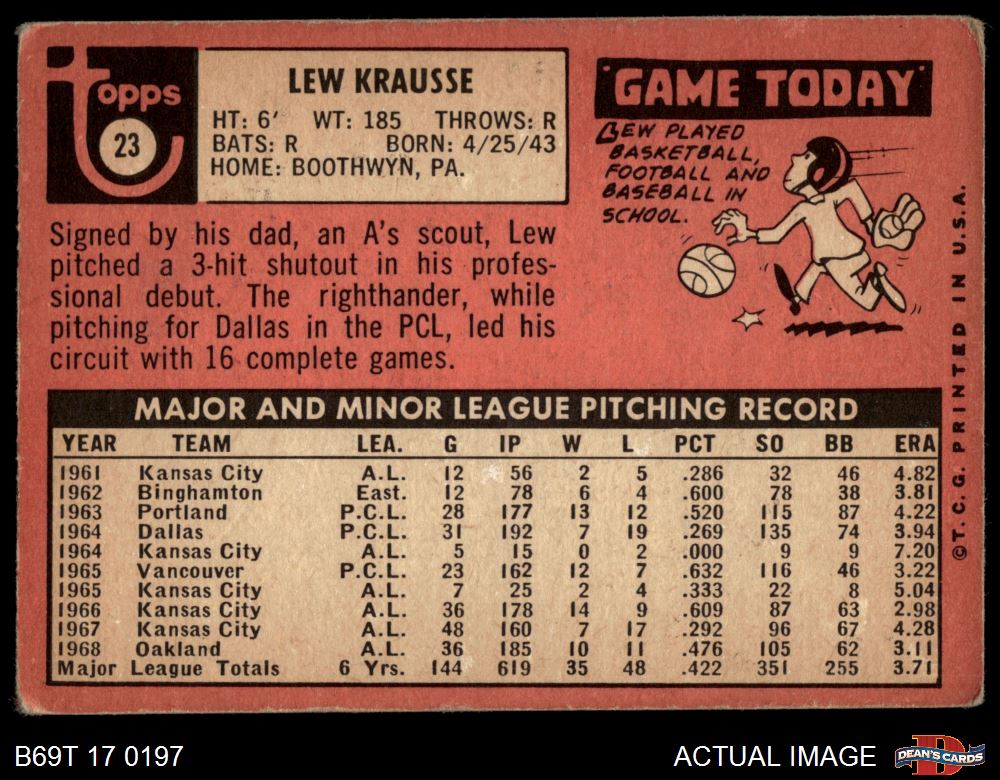 Topps
23
LEW KRAUSSE
HT: 6' WT: 185 THROWS: R
BATS: R BORN: 4/25/43
HOME: BOOTHWYN, PA.
GAME TODAY
LEW PLAYED
BASKETBALL,
FOOTBALL AND
BASEBALL IN
SCHOOL.
Signed by his dad, an A's scout, Lew
pitched a 3-hit shutout in his profes-
sional debut. The righthander, while
pitching for Dallas in the PCL, led his
circuit with 16 complete games.
MAJOR AND MINOR LEAGUE PITCHING RECORD
YEAR TEAM LEA. G IP W L PCT SO BB ERA
1961 Kansas City A.L. 12 56 2 5 .286 32 46 4.82
1962 Binghamton East. 12 78 6 4 .600 78 38 3.81
1963 Portland P.C.L. 28 177 13 12 .520 115 87 4.22
1964 Dallas P.C.L. 31 192 7 19 .269 135 74 3.94
1964 Kansas City A.L. 5 15 0 2 .000 9 9 7.20
1965 Vancouver P.C.L. 23 162 12 7 .632 116 46 3.22
1965 Kansas City A.L. 7 25 2 4 .333 22 8 5.04
1966 Kansas City A.L. 36 178 14 9 .609 87 63 2.98
1967 Kansas City A.L. 48 160 7 17 .292 96 67 4.28
1968 Oakland A.L. 36 185 10 11 .476 105 62 3.11
Major League Totals 6 Yrs. 144 619 35 48 .422 351 255 3.71
© T. C. G. PRINTED IN U.S.A.
B69T 17 0197
ACTUAL IMAGE
DEAN'S CARDS